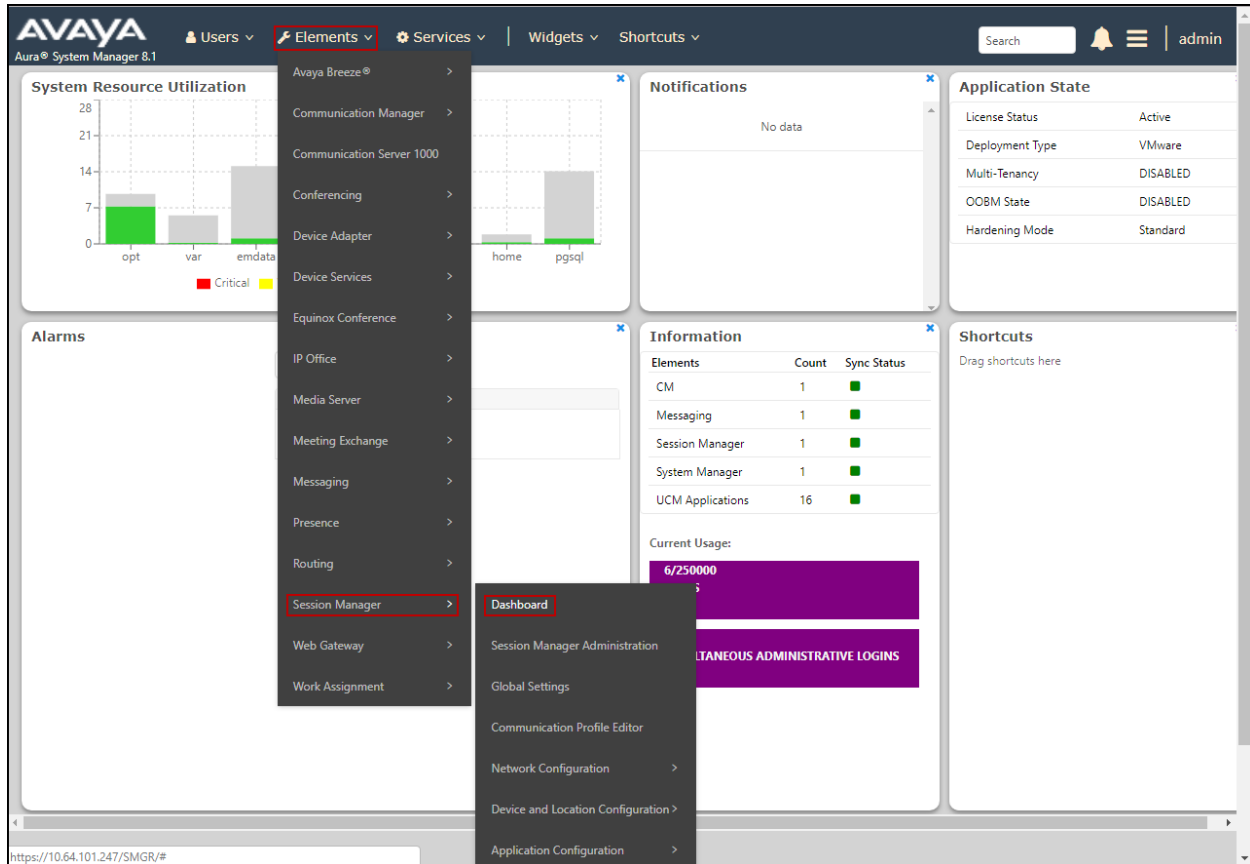 AVAYA
Aura® System Manager 8.1
Users
Elements
Services
Widgets
Shortcuts
Search
admin
System Resource Utilization
28
21
14
7
0
opt
var
emdata
home
pgsql
Critical
Avaya Breeze®
Communication Manager
Communication Server 1000
Conferencing
Device Adapter
Device Services
Equinox Conference
IP Office
Media Server
Meeting Exchange
Messaging
Presence
Routing
Session Manager
Web Gateway
Work Assignment
Dashboard
Session Manager Administration
Global Settings
Communication Profile Editor
Network Configuration
Device and Location Configuration
Application Configuration
Notifications
No data
Application State
License Status Active
Deployment Type VMware
Multi-Tenancy DISABLED
OOBM State DISABLED
Hardening Mode Standard
Alarms
Information
Elements Count Sync Status
CM 1
Messaging 1
Session Manager 1
System Manager 1
UCM Applications 16
Current Usage:
6/250000
LTANEOUS ADMINISTRATIVE LOGINS
Shortcuts
Drag shortcuts here
https://10.64.101.247/SMGR/#